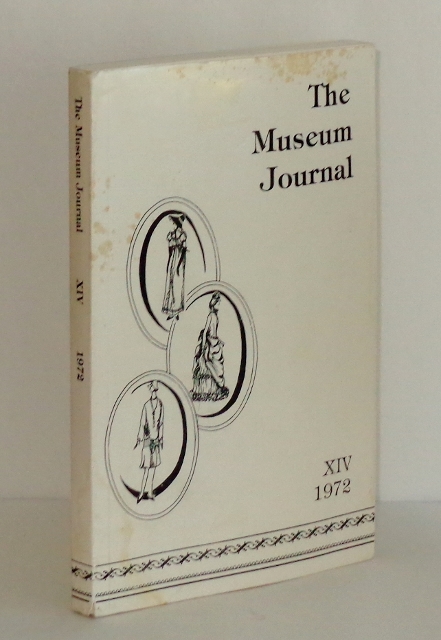 The Museum Journal XIV 1972
The
Museum
Journal
XIV
1972